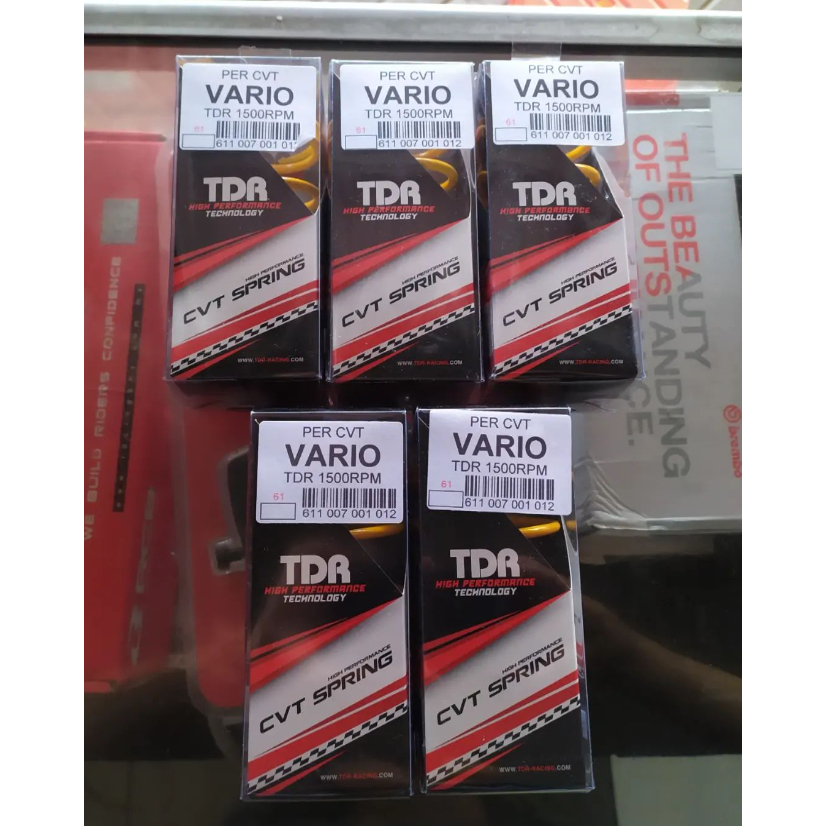 PER CVT
VARIO
TDR 1500RPM
61
611 007 001 012
TDR
HIGH PERFORMANCE
TECHNOLOGY
HIGH PERFORMANCE
CVT SPRING
WWW.TDR-RACING.COM
PER CVT
VARIO
TDR 1500RPM
61
611 007 001 012
TDR
HIGH PERFORMANCE
TECHNOLOGY
HIGH PERFORMANCE
CVT SPRING
WWW.TDR-RACING.COM
PER CVT
VARIO
TDR 1500RPM
61
611 007 001 012
TDR
HIGH PERFORMANCE
TECHNOLOGY
HIGH PERFORMANCE
CVT SPRING
WWW.TDR-RACING.COM
PER CVT
VARIO
TDR 1500RPM
61
611 007 001 012
TDR
HIGH PERFORMANCE
TECHNOLOGY
HIGH PERFORMANCE
CVT SPRING
WWW.TDR-RACING.COM
PER CVT
VARIO
TDR 1500RPM
61
611 007 001 012
TDR
HIGH PERFORMANCE
TECHNOLOGY
HIGH PERFORMANCE
CVT SPRING
WWW.TDR-RACING.COM
WE BUILD RIDERS CONFIDENCE
THE BEAUTY
OF OUTSTANDING
brembo